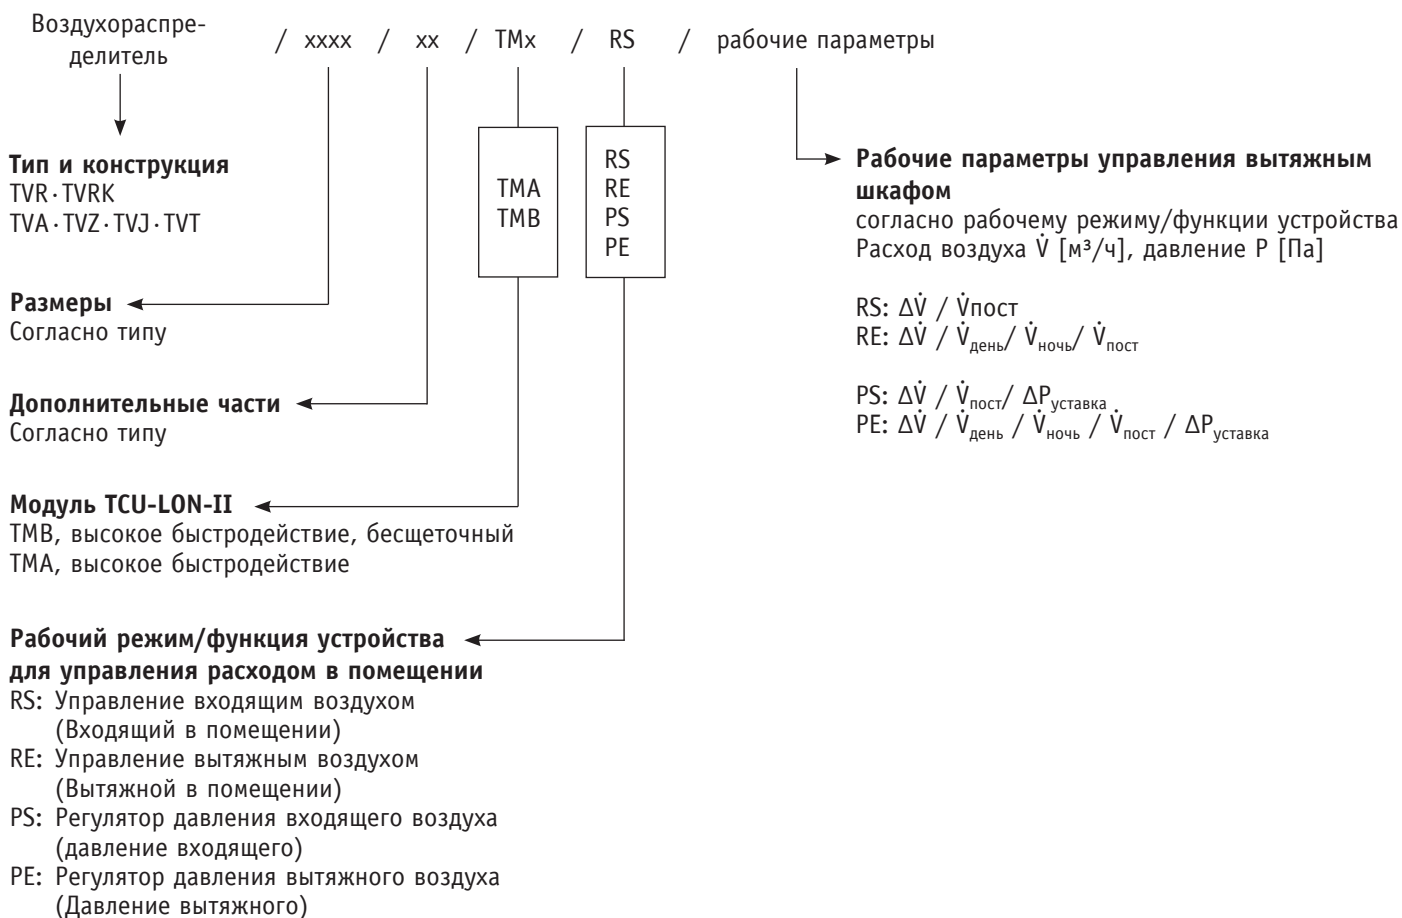 Воздухораспре-
делитель
/ xxxx / xx / TMx / RS / рабочие параметры
Тип и конструкция
TVR·TVRK
TVA·TVZ·TVJ·TVT
Размеры
Согласно типу
Дополнительные части
Согласно типу
Модуль TCU-LON-II
TMB, высокое быстродействие, бесщеточный
TMA, высокое быстродействие
Рабочий режим/функция устройства
для управления расходом в помещении
RS: Управление входящим воздухом
(Входящий в помещении)
RE: Управление вытяжным воздухом
(Вытяжной в помещении)
PS: Регулятор давления входящего воздуха
(давление входящего)
PE: Регулятор давления вытяжного воздуха
(Давление вытяжного)
TMA
TMB
RS
RE
PS
PE
Рабочие параметры управления вытяжным
шкафом
согласно рабочему режиму/функции устройства
Расход воздуха V̇ [м³/ч], давление P [Па]
RS: ΔV̇ / V̇пост
RE: ΔV̇ / V̇день/ V̇ночь/ V̇пост
PS: ΔV̇ / V̇пост/ ΔPуставка
PE: ΔV̇ / V̇день / V̇ночь / V̇пост / ΔPуставка